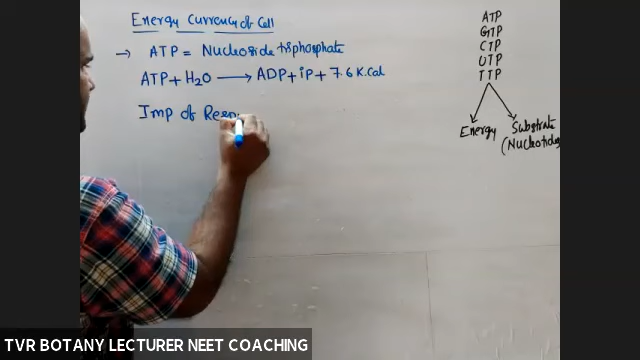 Energy Currency of Cell
→ ATP = Nucleoside triphosphate
ATP + H₂O ⟶ ADP + iP + 7.6 K.Cal
Imp of Resp
ATP
GTP
CTP
UTP
TTP
Energy
Substrate
(Nucleotides
TVR BOTANY LECTURER NEET COACHING